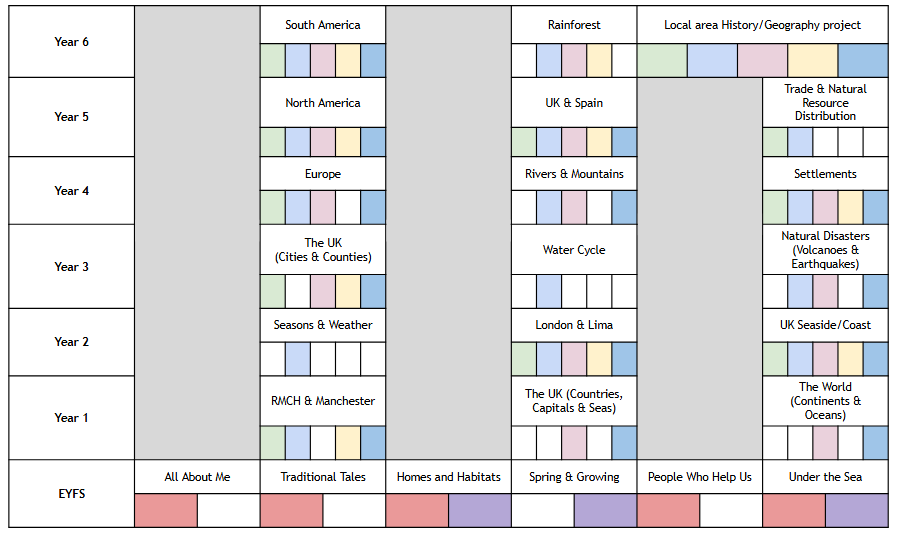 Year 6
South America
Rainforest
Local area History/Geography project
Year 5
North America
UK & Spain
Trade & Natural
Resource
Distribution
Year 4
Europe
Rivers & Mountains
Settlements
Year 3
The UK
(Cities & Counties)
Water Cycle
Natural Disasters
(Volcanoes &
Earthquakes)
Year 2
Seasons & Weather
London & Lima
UK Seaside/Coast
Year 1
RMCH & Manchester
The UK (Countries,
Capitals & Seas)
The World
(Continents &
Oceans)
EYFS
All About Me
Traditional Tales
Homes and Habitats
Spring & Growing
People Who Help Us
Under the Sea